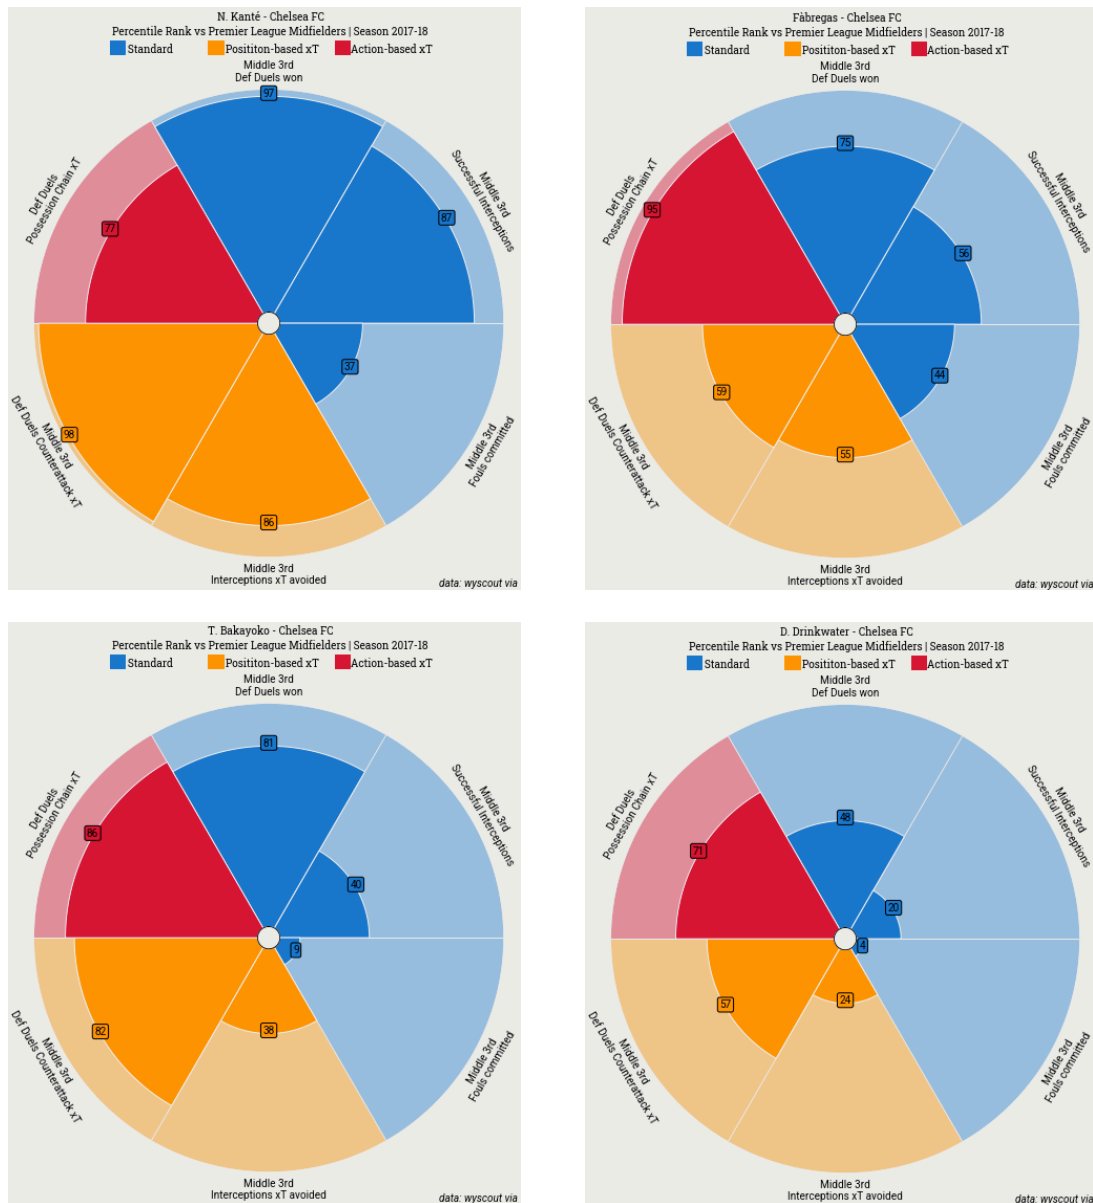 N. Kanté - Chelsea FC
Percentile Rank vs Premier League Midfielders | Season 2017-18
Standard Posititon-based xT Action-based xT
Middle 3rd
Def Duels won
97
Middle 3rd
Successful Interceptions
87
Middle 3rd
Fouls committed
37
Middle 3rd
Interceptions xT avoided
86
Middle 3rd
Def Duels Counterattack xT
98
Def Duels
Possession Chain xT
77
data: wyscout via
Fàbregas - Chelsea FC
Percentile Rank vs Premier League Midfielders | Season 2017-18
Standard Posititon-based xT Action-based xT
Middle 3rd
Def Duels won
75
Middle 3rd
Successful Interceptions
56
Middle 3rd
Fouls committed
44
Middle 3rd
Interceptions xT avoided
55
Middle 3rd
Def Duels Counterattack xT
59
Def Duels
Possession Chain xT
95
data: wyscout via
T. Bakayoko - Chelsea FC
Percentile Rank vs Premier League Midfielders | Season 2017-18
Standard Posititon-based xT Action-based xT
Middle 3rd
Def Duels won
81
Middle 3rd
Successful Interceptions
40
Middle 3rd
Fouls committed
9
Middle 3rd
Interceptions xT avoided
38
Middle 3rd
Def Duels Counterattack xT
82
Def Duels
Possession Chain xT
86
data: wyscout via
D. Drinkwater - Chelsea FC
Percentile Rank vs Premier League Midfielders | Season 2017-18
Standard Posititon-based xT Action-based xT
Middle 3rd
Def Duels won
48
Middle 3rd
Successful Interceptions
20
Middle 3rd
Fouls committed
4
Middle 3rd
Interceptions xT avoided
24
Middle 3rd
Def Duels Counterattack xT
57
Def Duels
Possession Chain xT
71
data: wyscout via